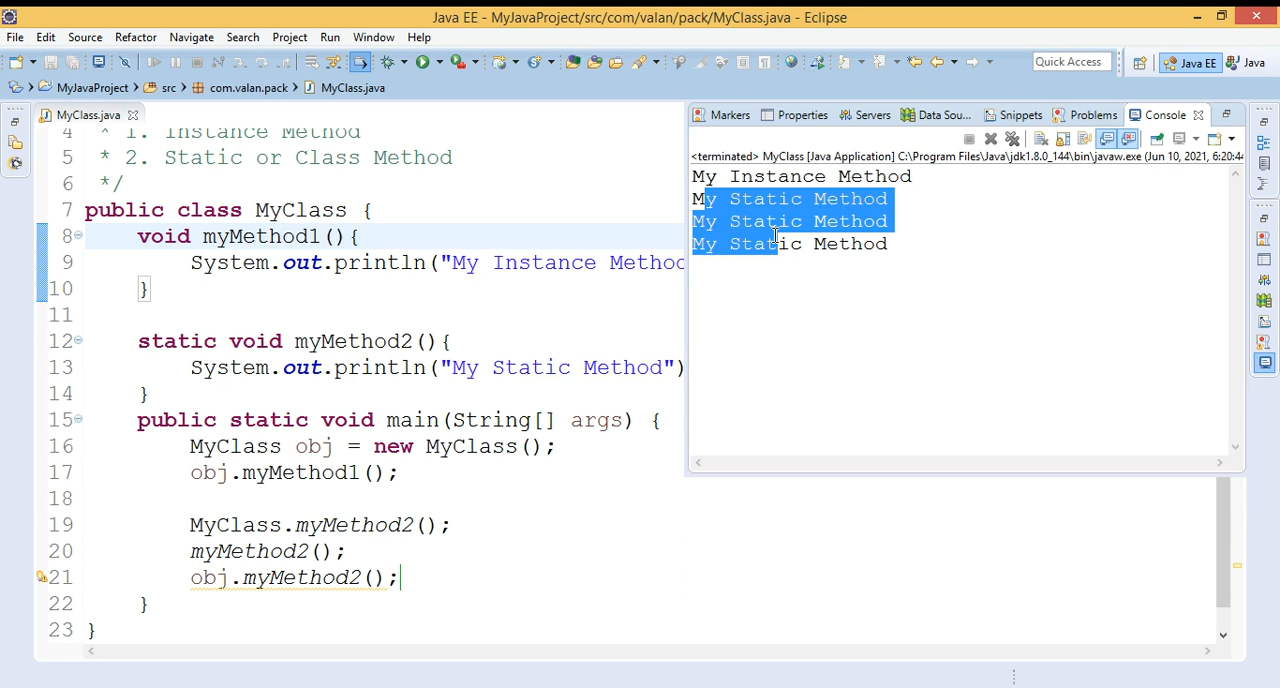 Java EE - MyJavaProject/src/com/valan/pack/MyClass.java - Eclipse
File Edit Source Refactor Navigate Search Project Run Window Help
Quick Access
Java EE
Java
MyJavaProject
src
com.valan.pack
MyClass.java
MyClass.java
4 * 1. Instance Method
5 * 2. Static or Class Method
6 */
7 public class MyClass {
8 void myMethod1(){
9 System.out.println("My Instance Method
10 }
11
12 static void myMethod2(){
13 System.out.println("My Static Method")
14 }
15 public static void main(String[] args) {
16 MyClass obj = new MyClass();
17 obj.myMethod1();
18
19 MyClass.myMethod2();
20 myMethod2();
21 obj.myMethod2();
22 }
23 }
Markers Properties Servers Data Sou... Snippets Problems Console
<terminated> MyClass [Java Application] C:\Program Files\Java\jdk1.8.0_144\bin\javaw.exe (Jun 10, 2021, 6:20:44
My Instance Method
My Static Method
My Static Method
My Static Method